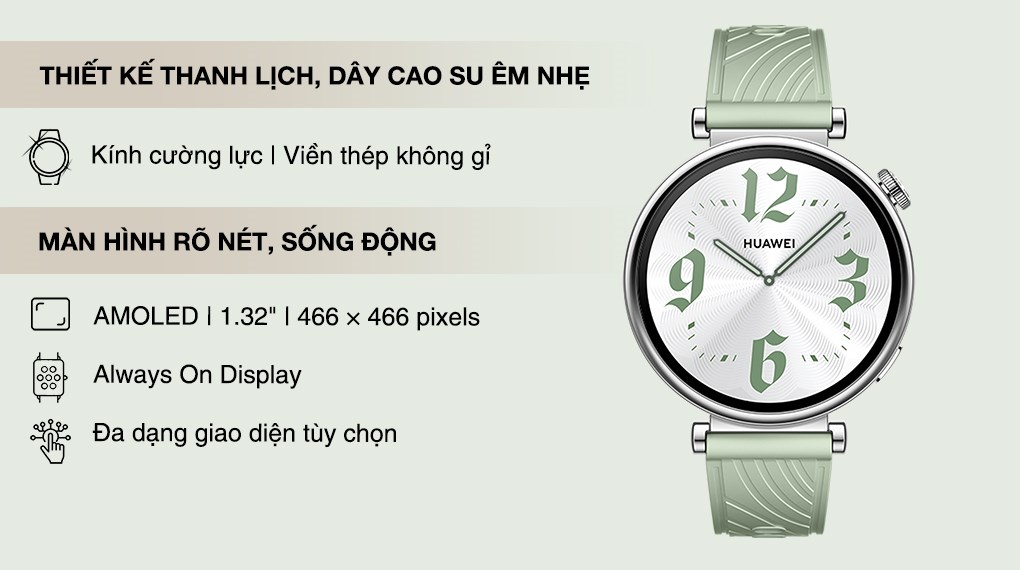 THIẾT KẾ THANH LỊCH, DÂY CAO SU ÊM NHẸ
Kính cường lực | Viền thép không gỉ
MÀN HÌNH RÕ NÉT, SỐNG ĐỘNG
AMOLED | 1.32" | 466 × 466 pixels
Always On Display
Đa dạng giao diện tùy chọn
12
HUAWEI
9 3
6